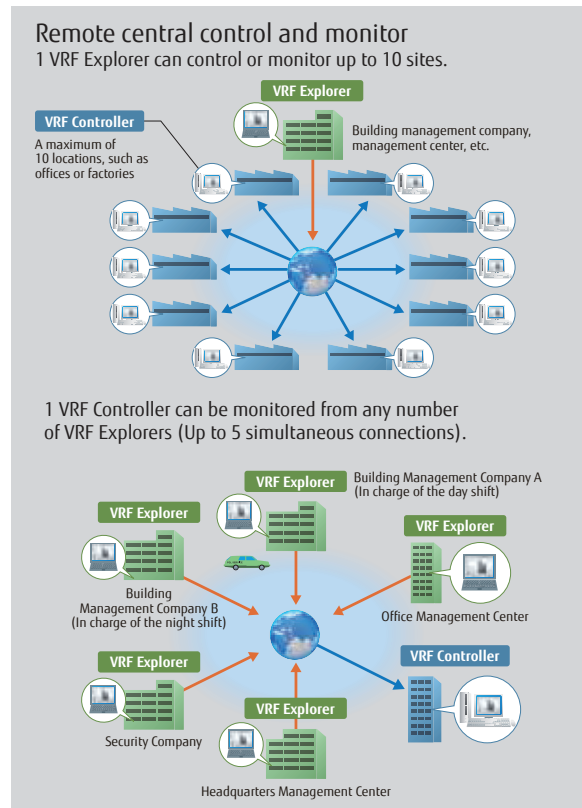 Remote central control and monitor
1 VRF Explorer can control or monitor up to 10 sites.
VRF Explorer
VRF Controller
A maximum of
10 locations, such as
offices or factories
Building management company,
management center, etc.
1 VRF Controller can be monitored from any number
of VRF Explorers (Up to 5 simultaneous connections).
VRF Explorer
Building Management Company A
(In charge of the day shift)
VRF Explorer
Building
Management Company B
(In charge of the night shift)
VRF Explorer
Office Management Center
VRF Explorer
Security Company
VRF Controller
VRF Explorer
Headquarters Management Center